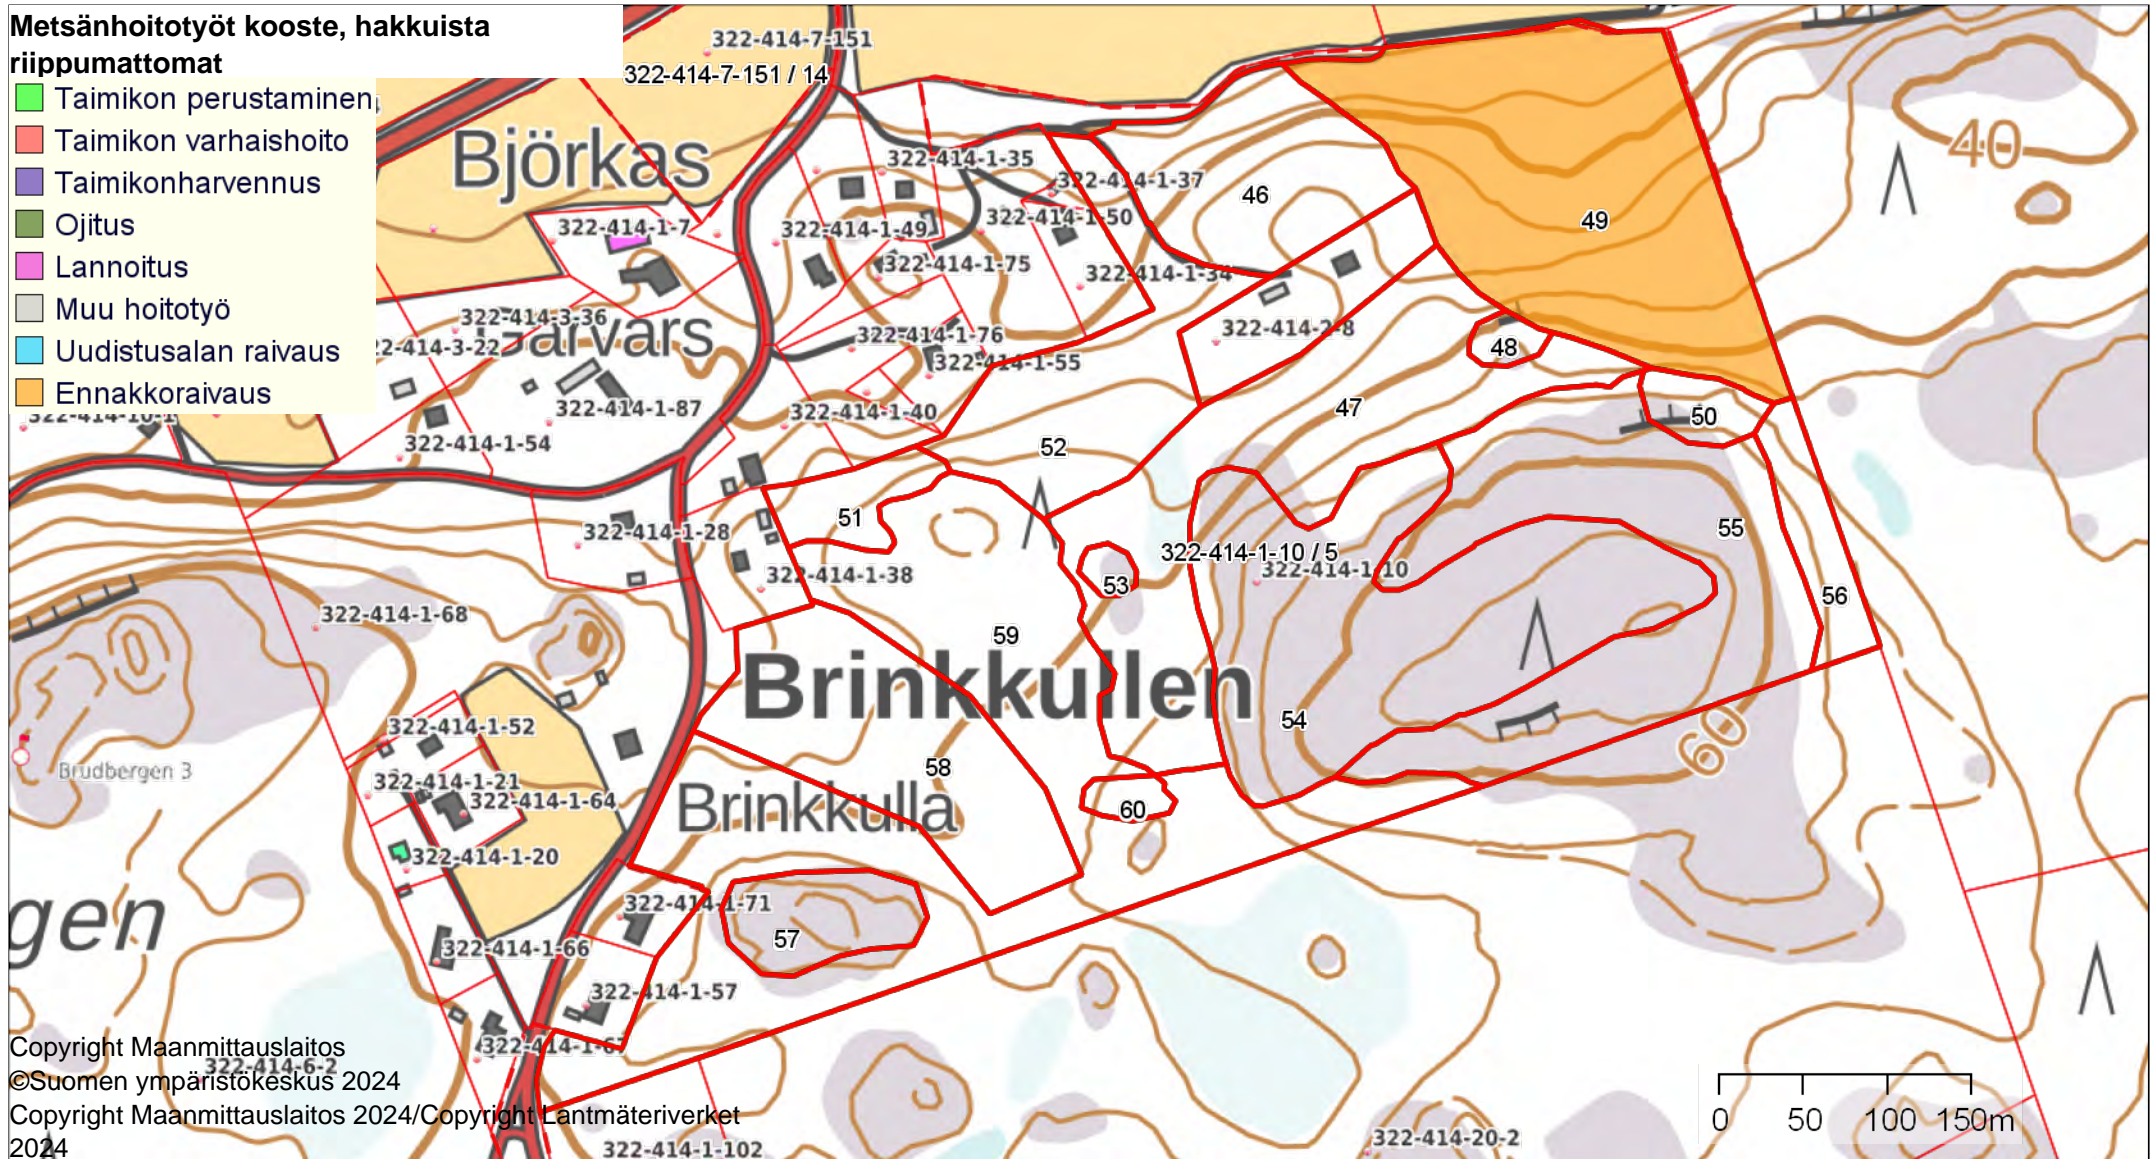 Metsänhoitotyöt kooste, hakkuista
riippumattomat
Taimikon perustaminen
Taimikon varhaishoito
Taimikonharvennus
Ojitus
Lannoitus
Muu hoitotyö
Uudistusalan raivaus
Ennakkoraivaus
322-414-7-151
322-414-7-151 / 14
Björkas
322-414-1-35
322-414-1-37
322-414-1-50
322-414-1-7
322-414-1-49
322-414-1-75
322-414-1-34
46
49
40
322-414-3-36
322-414-1-76
322-414-2-8
322-414-1-55
48
322-414-1-87
322-414-1-40
322-414-1-54
47
50
52
51
322-414-1-28
322-414-1-38
53
322-414-1-10 / 5
322-414-1-10
55
56
322-414-1-68
59
Brinkkullen
54
60
322-414-1-52
Brudbergen 3
322-414-1-21
322-414-1-64
58
Brinkkulla
60
322-414-1-20
322-414-1-71
gen
57
322-414-1-66
322-414-1-57
322-414-6-2
322-414-1-102
322-414-20-2
0 50 100 150m
Copyright Maanmittauslaitos
©Suomen ympäristökeskus 2024
Copyright Maanmittauslaitos 2024/Copyright Lantmäteriverket
2024